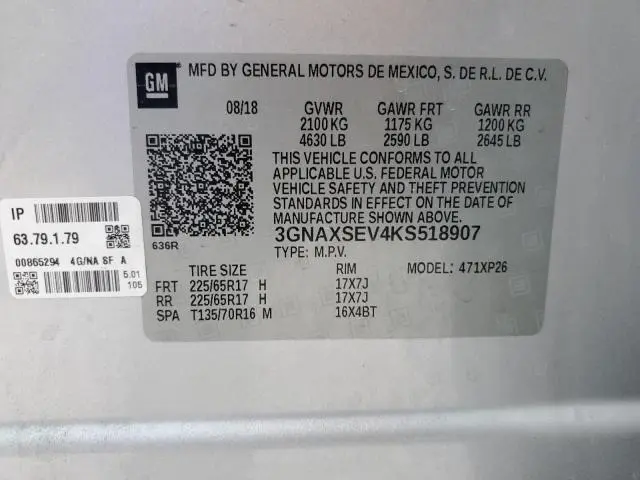 GM
MFD BY GENERAL MOTORS DE MEXICO, S. DE R.L. DE C.V.
08/18 GVWR GAWR FRT GAWR RR
2100 KG 1175 KG 1200 KG
4630 LB 2590 LB 2645 LB
THIS VEHICLE CONFORMS TO ALL
APPLICABLE U.S. FEDERAL MOTOR
VEHICLE SAFETY AND THEFT PREVENTION
STANDARDS IN EFFECT ON THE DATE OF
MANUFACTURE SHOWN ABOVE.
636R
3GNAXSEV4KS518907
TYPE: M.P.V.
TIRE SIZE RIM MODEL: 471XP26
FRT 225/65R17 H 17X7J
RR 225/65R17 H 17X7J
SPA T135/70R16 M 16X4BT
IP
63.79.1.79
00865294 4G/NA SF A
5.01
105